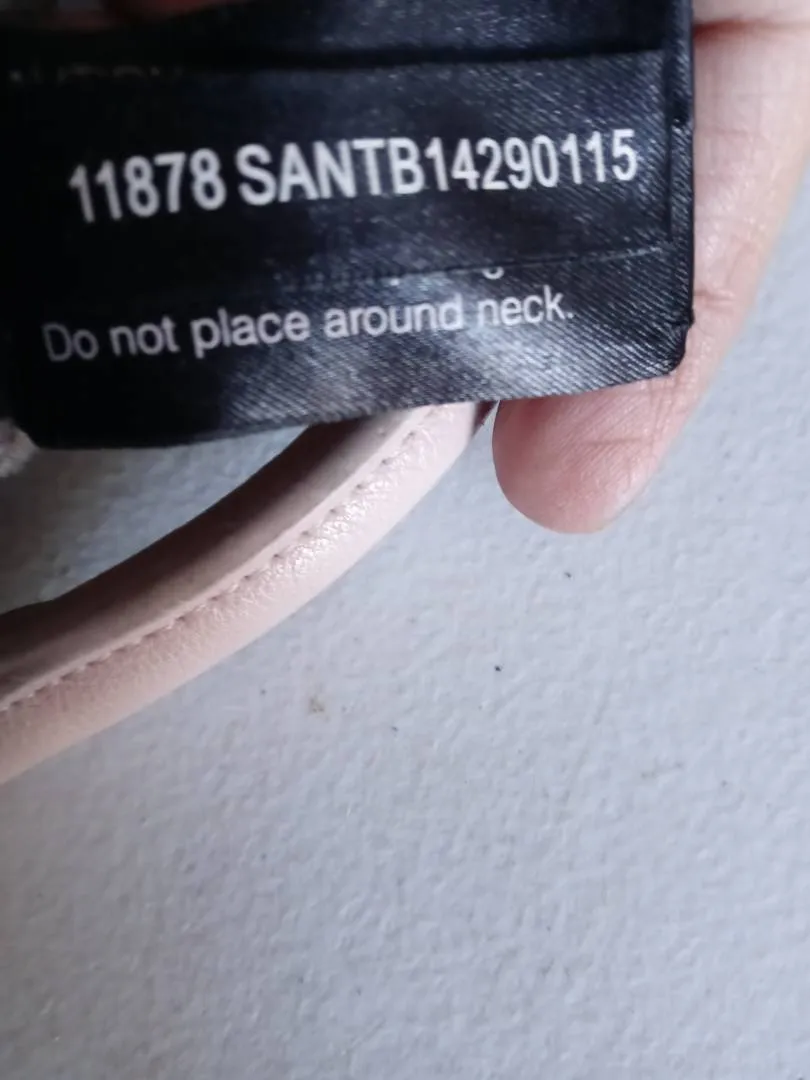 11878 SANTB14290115
Do not place around neck.